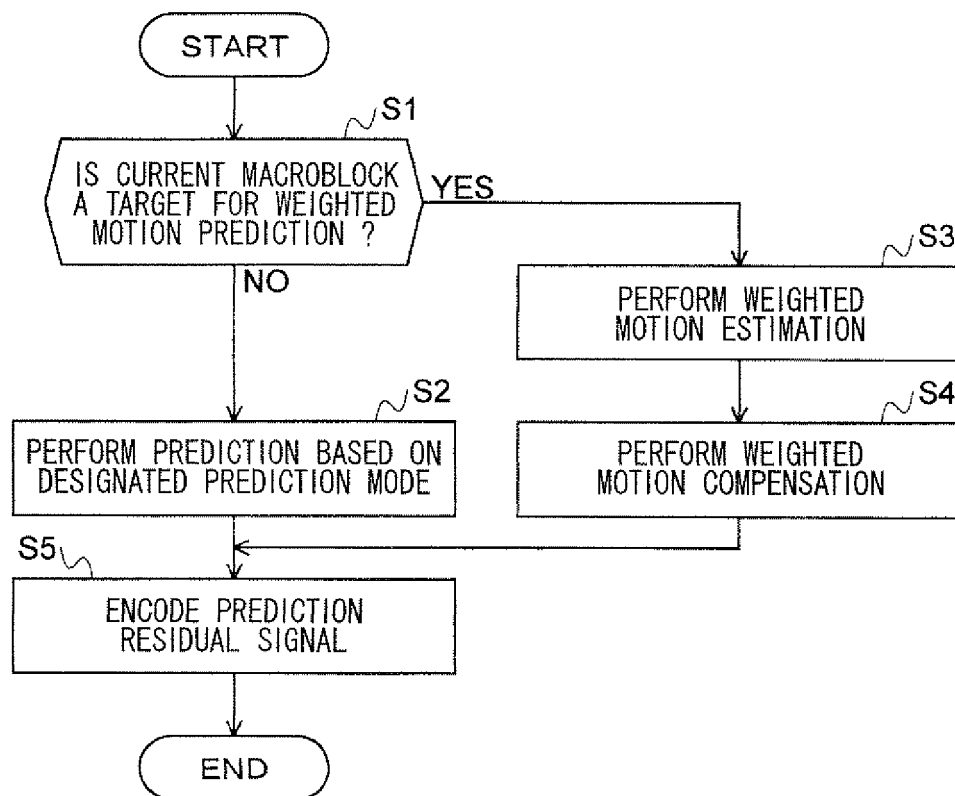 START
S1
IS CURRENT MACROBLOCK
A TARGET FOR WEIGHTED
MOTION PREDICTION ?
YES
NO
S3
PERFORM WEIGHTED
MOTION ESTIMATION
S2
PERFORM PREDICTION BASED ON
DESIGNATED PREDICTION MODE
S4
PERFORM WEIGHTED
MOTION COMPENSATION
S5
ENCODE PREDICTION
RESIDUAL SIGNAL
END